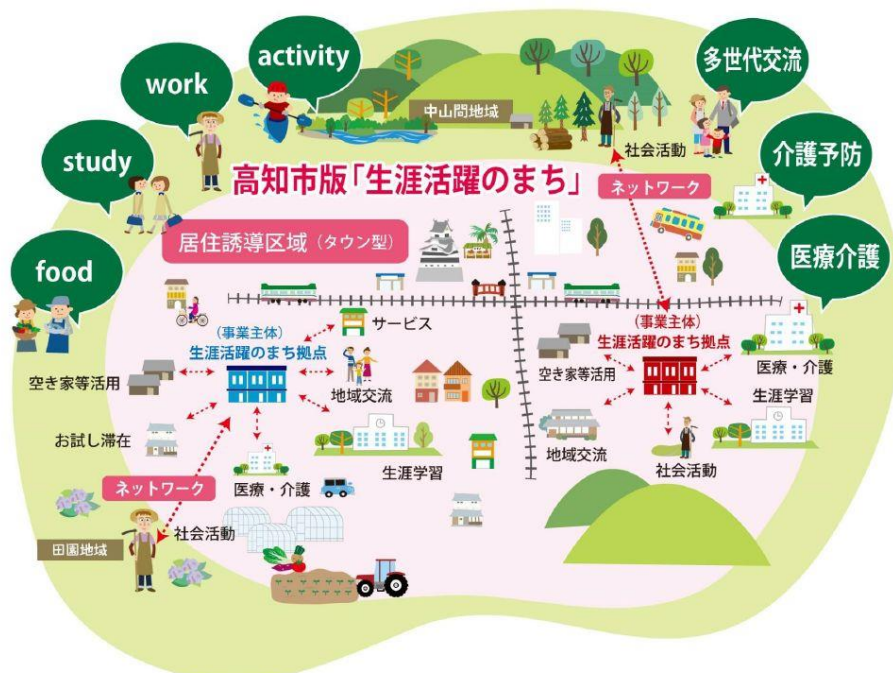 activity
多世代交流
work
中山間地域
社会活動
study
介護予防
高知市版「生涯活躍のまち」
ネットワーク
居住誘導区域(タウン型)
医療介護
food
サービス
(事業主体)
生涯活躍のまち拠点
(事業主体)
生涯活躍のまち拠点
医療・介護
空き家等活用
地域交流
空き家等活用
生涯学習
お試し滞在
生涯学習
地域交流
社会活動
ネットワーク
医療・介護
社会活動
田園地域